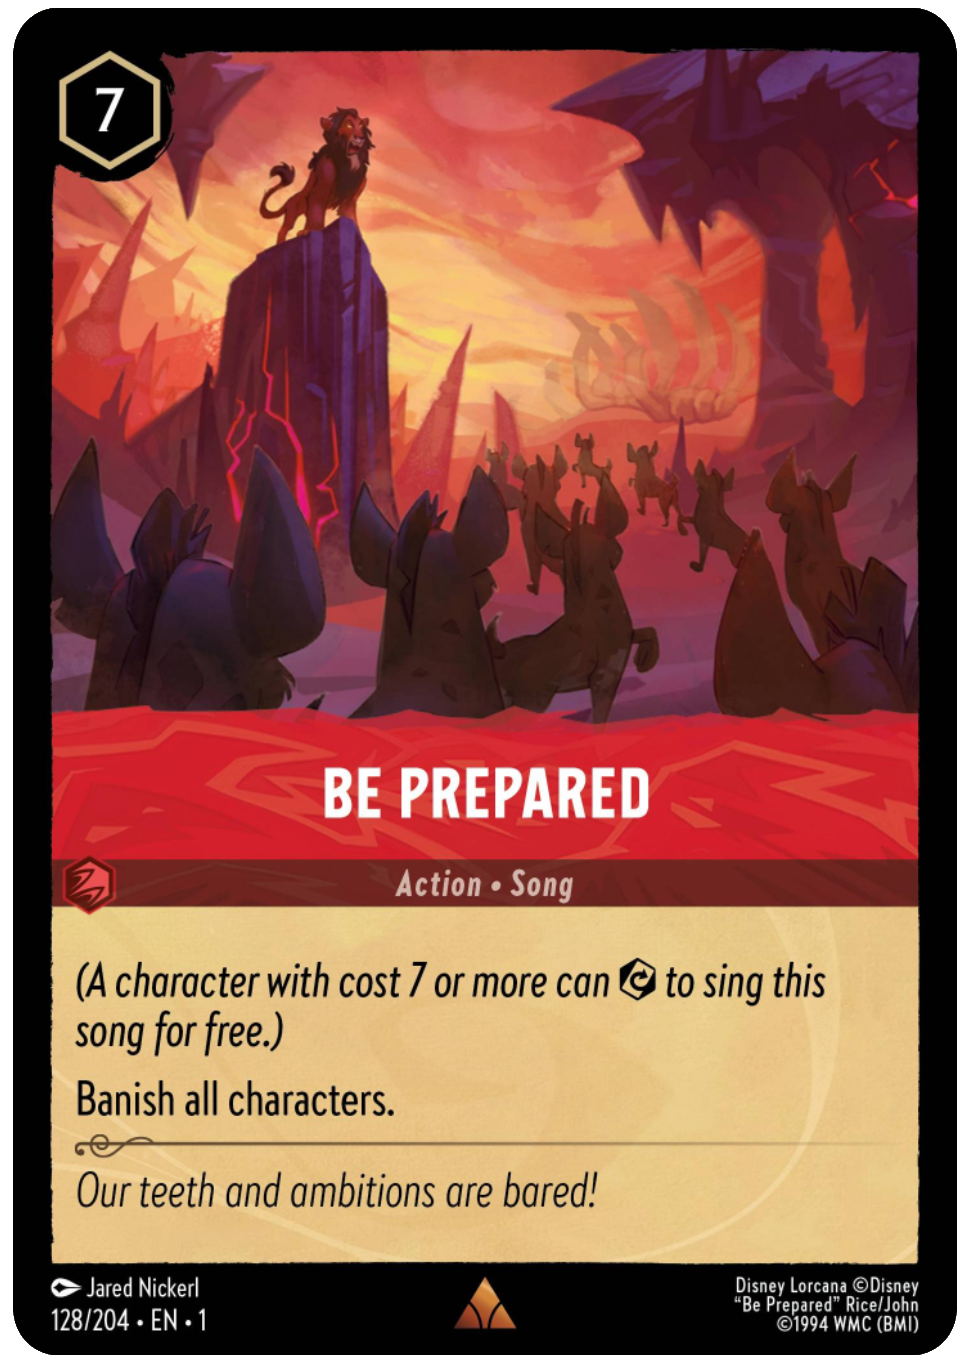 7
BE PREPARED
Action • Song
(A character with cost 7 or more can to sing this
song for free.)
Banish all characters.
Our teeth and ambitions are bared!
Jared Nickerl
128/204 • EN • 1
Disney Lorcana ©Disney
“Be Prepared” Rice/John
©1994 WMC (BMI)